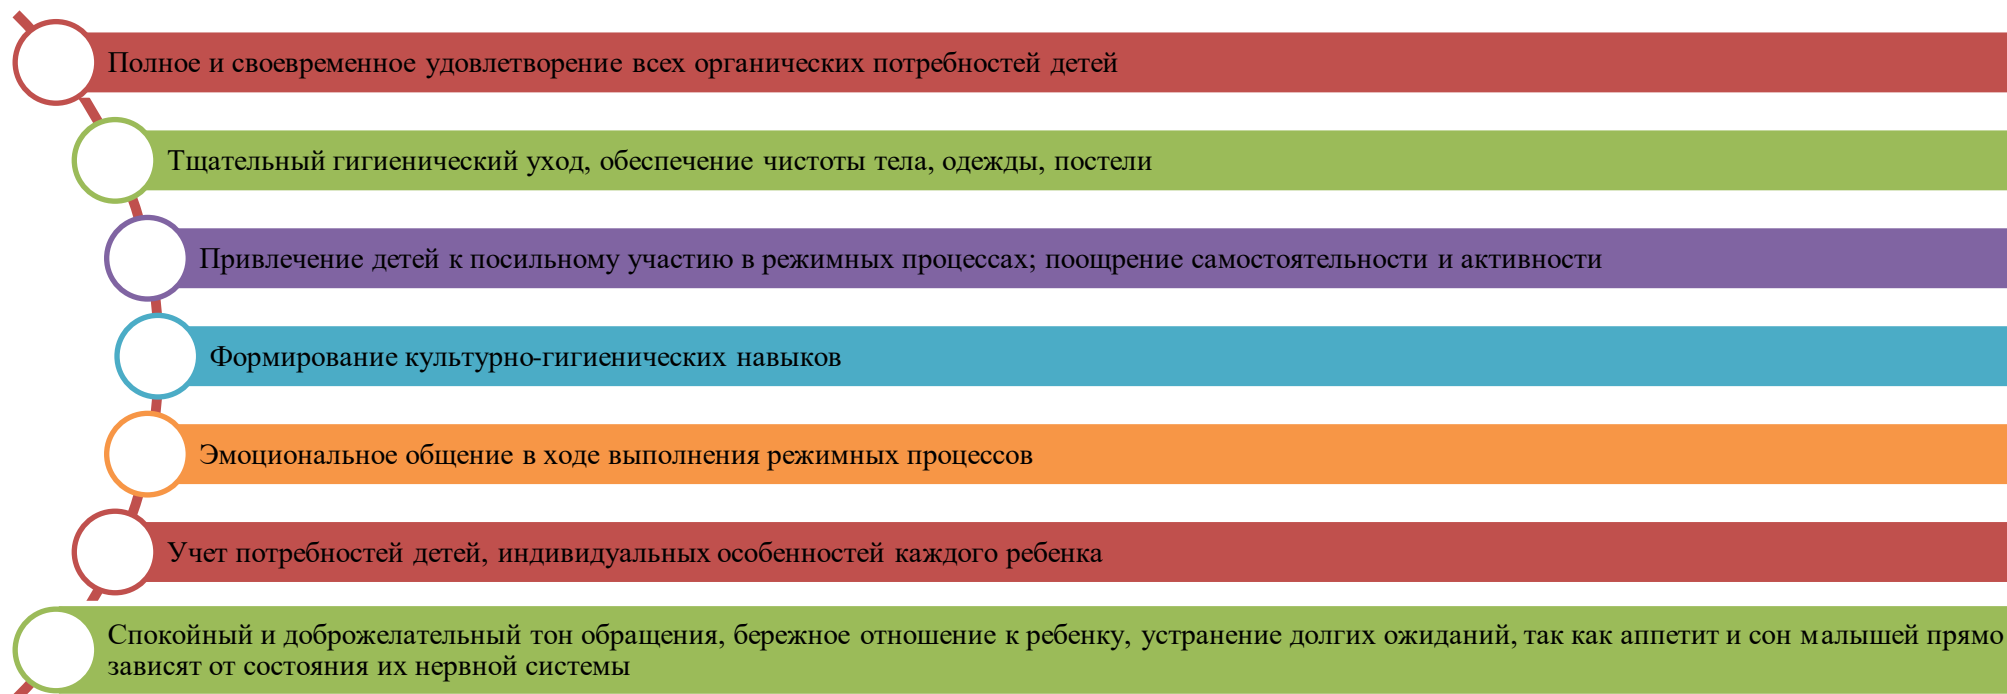 Полное и своевременное удовлетворение всех органических потребностей детей
Тщательный гигиенический уход, обеспечение чистоты тела, одежды, постели
Привлечение детей к посильному участию в режимных процессах; поощрение самостоятельности и активности
Формирование культурно-гигиенических навыков
Эмоциональное общение в ходе выполнения режимных процессов
Учет потребностей детей, индивидуальных особенностей каждого ребенка
Спокойный и доброжелательный тон обращения, бережное отношение к ребенку, устранение долгих ожиданий, так как аппетит и сон малышей прямо
зависят от состояния их нервной системы